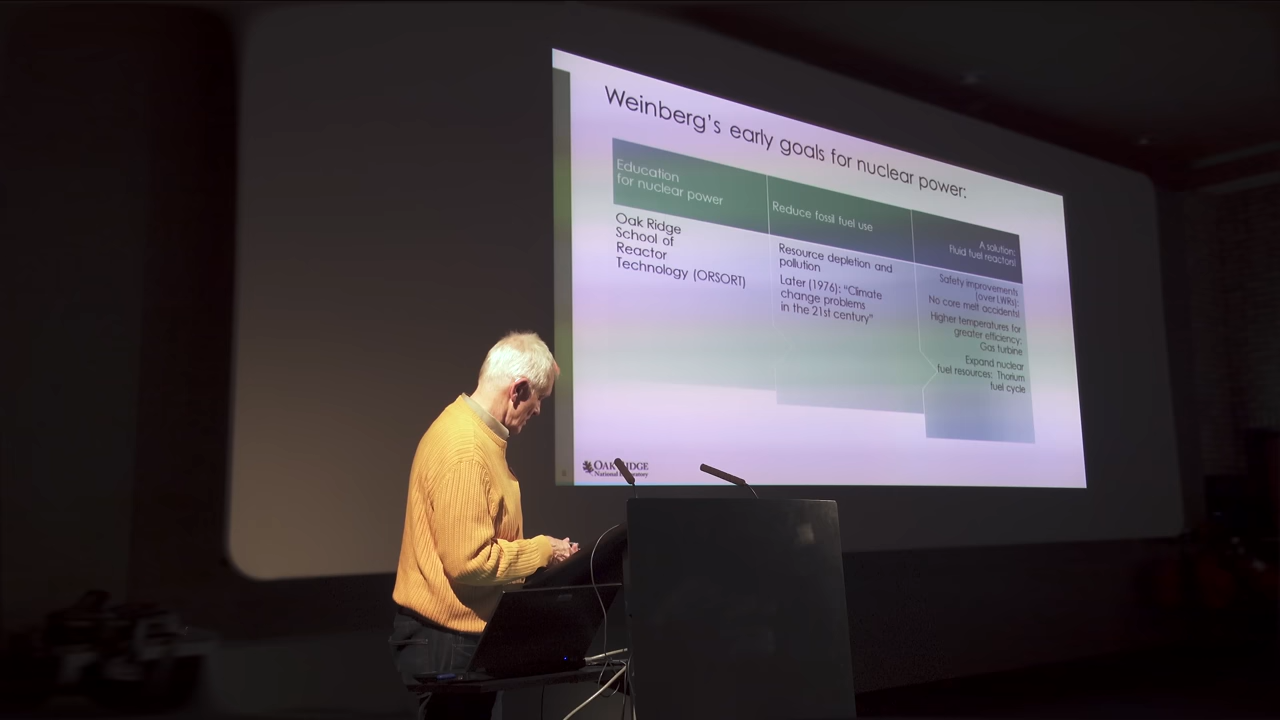 Weinberg's early goals for nuclear power:
Education
for nuclear power
Oak Ridge
School of
Reactor
Technology (ORSORT)
Reduce fossil fuel use
Resource depletion and
pollution
Later (1976): "Climate
change problems
in the 21st century"
A solution:
Fluid fuel reactors!
Safety improvements
(over LWRs):
No core melt accidents!
Higher temperatures for
greater efficiency:
Gas turbine
Expand nuclear
fuel resources: Thorium
fuel cycle
OAK RIDGE
National Laboratory